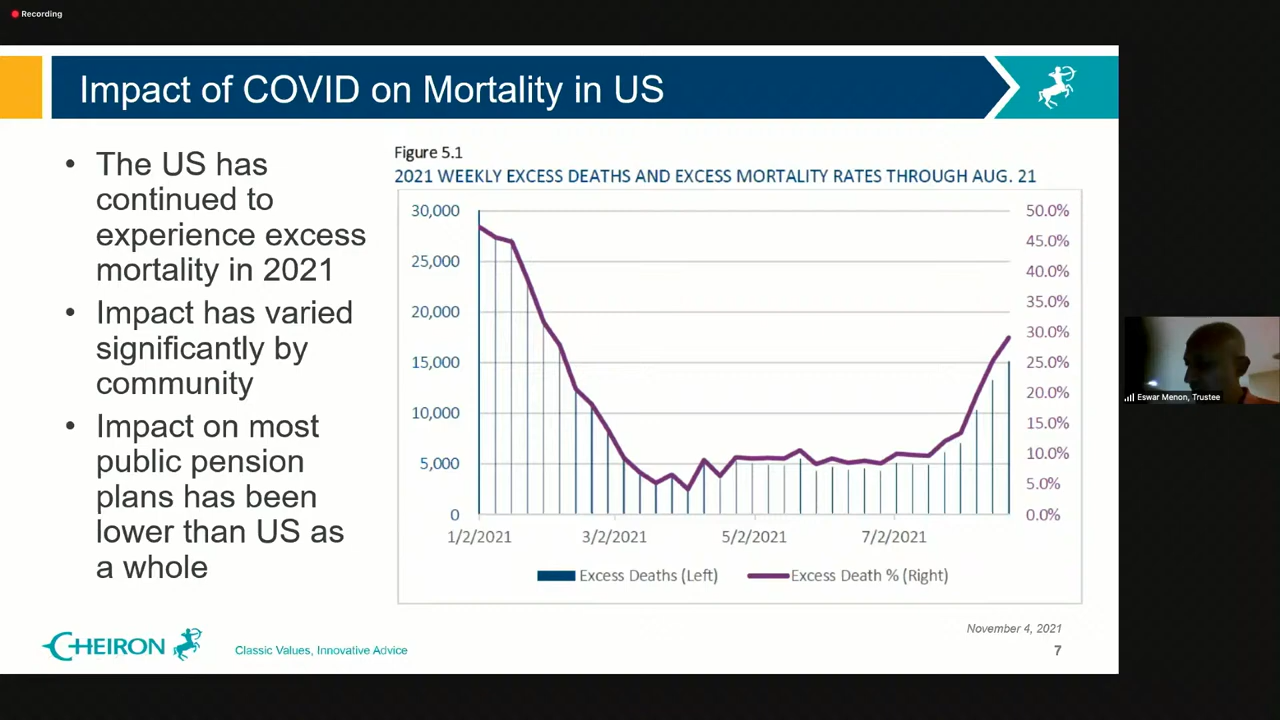 Recording
Impact of COVID on Mortality in US
• The US has
continued to
experience excess
mortality in 2021
• Impact has varied
significantly by
community
• Impact on most
public pension
plans has been
lower than US as
a whole
Figure 5.1
2021 WEEKLY EXCESS DEATHS AND EXCESS MORTALITY RATES THROUGH AUG. 21
30,000
25,000
20,000
15,000
10,000
5,000
0
50.0%
45.0%
40.0%
35.0%
30.0%
25.0%
20.0%
15.0%
10.0%
5.0%
0.0%
1/2/2021 3/2/2021 5/2/2021 7/2/2021
Excess Deaths (Left) Excess Death % (Right)
Eswar Menon, Trustee
November 4, 2021
CHEIRON Classic Values, Innovative Advice 7